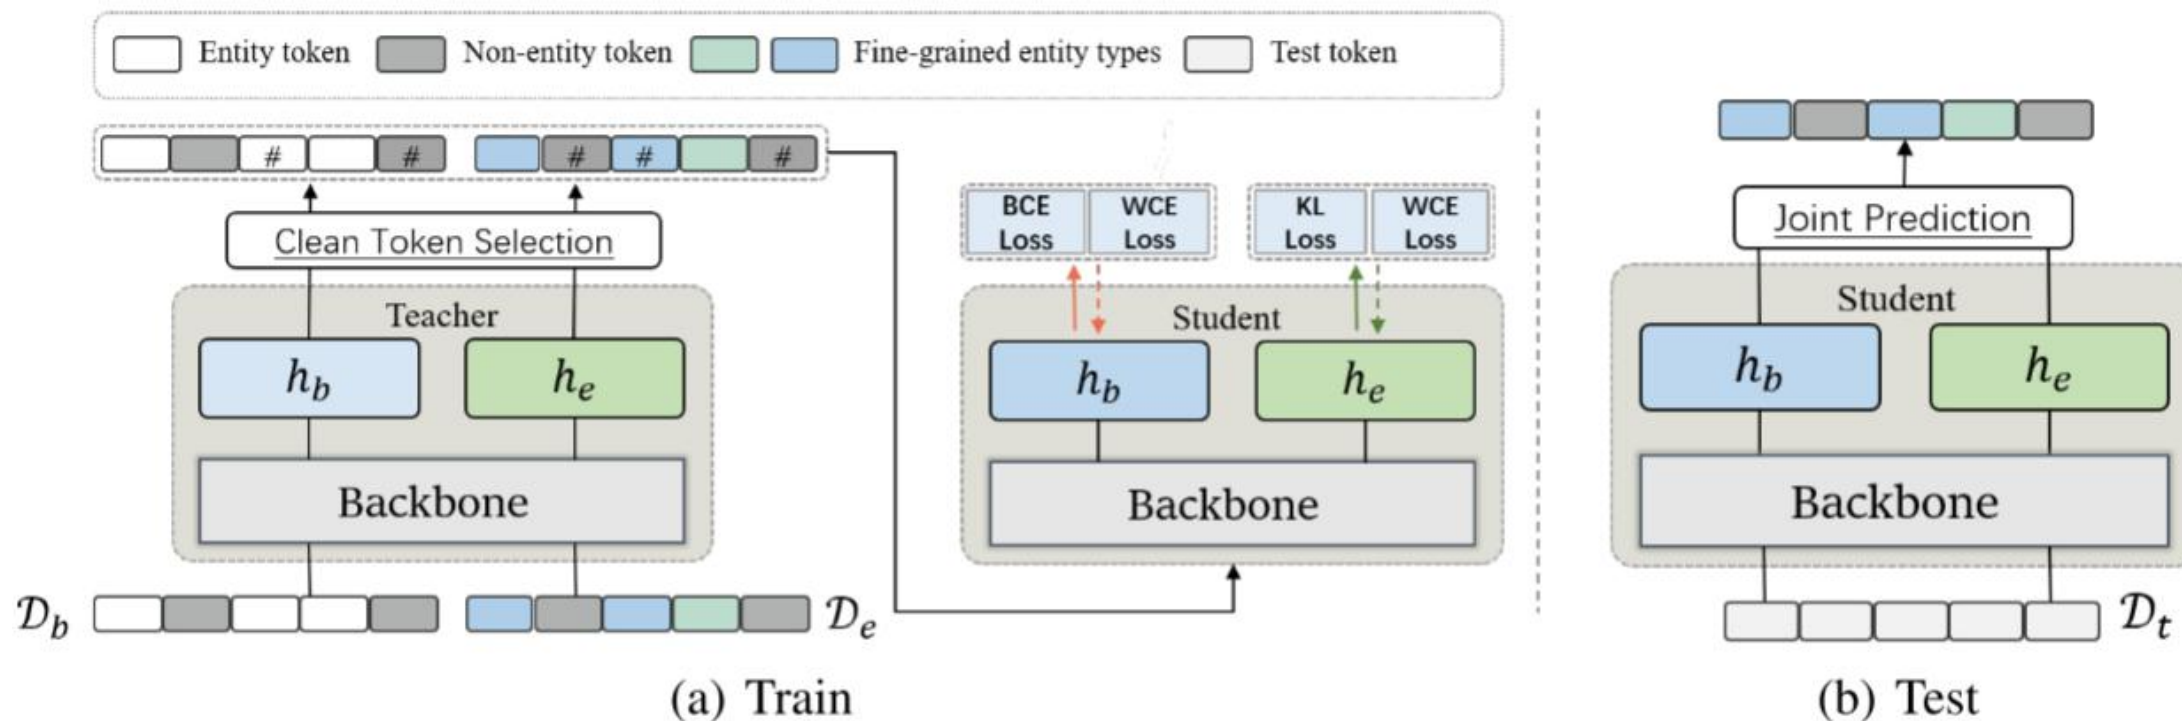 Entity token Non-entity token Fine-grained entity types Test token
# # # # #
Clean Token Selection
Teacher
h_b h_e
Backbone
𝒟_b 𝒟_e
BCE Loss WCE Loss KL Loss WCE Loss
Student
h_b h_e
Backbone
(a) Train
Joint Prediction
Student
h_b h_e
Backbone
𝒟_t
(b) Test